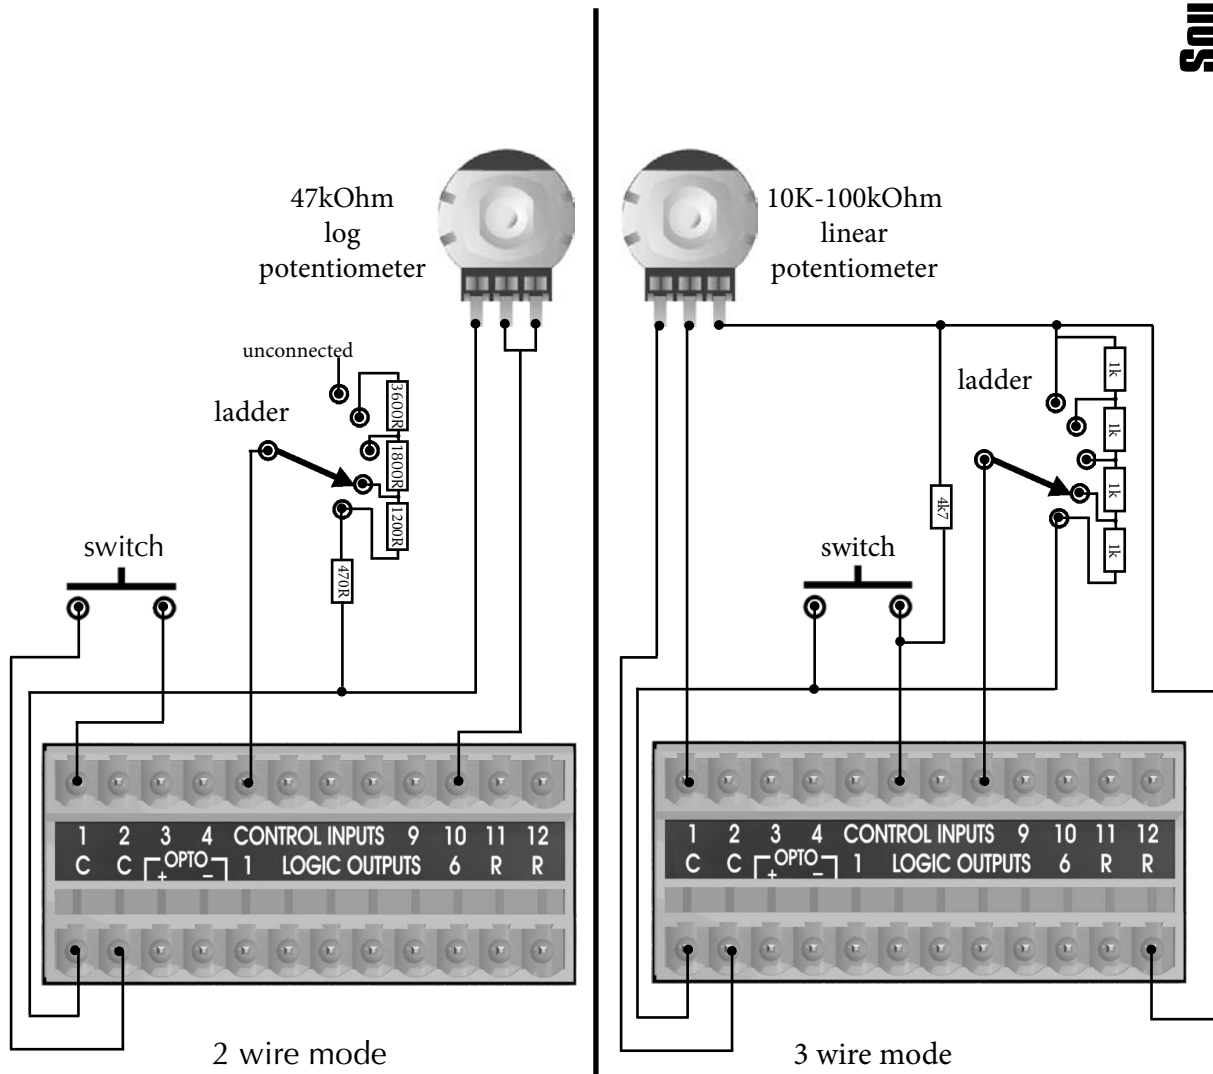 47kOhm
log
potentiometer
unconnected
ladder
3600R
1800R
1200R
470R
switch
1 2 3 4 CONTROL INPUTS 9 10 11 12
C C OPTO 1 LOGIC OUTPUTS 6 R R
+ −
2 wire mode
10K-100kOhm
linear
potentiometer
ladder
1k
1k
1k
1k
4k7
switch
1 2 3 4 CONTROL INPUTS 9 10 11 12
C C OPTO 1 LOGIC OUTPUTS 6 R R
+ −
3 wire mode